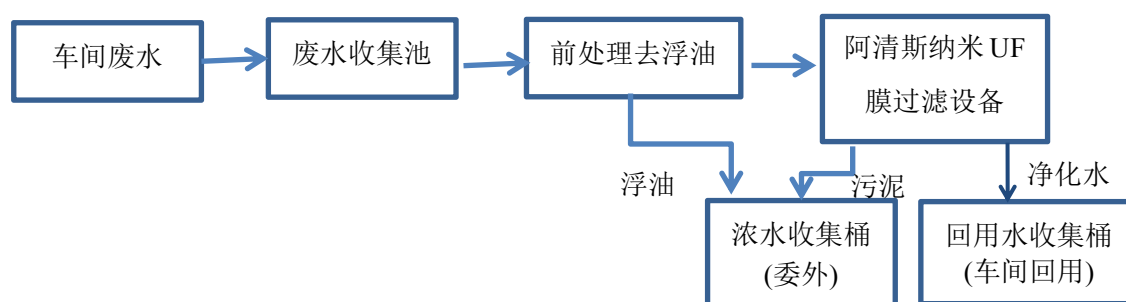 车间废水
废水收集池
前处理去浮油
阿清斯纳米 UF
膜过滤设备
浮油
污泥
净化水
浓水收集桶
(委外)
回用水收集桶
(车间回用)